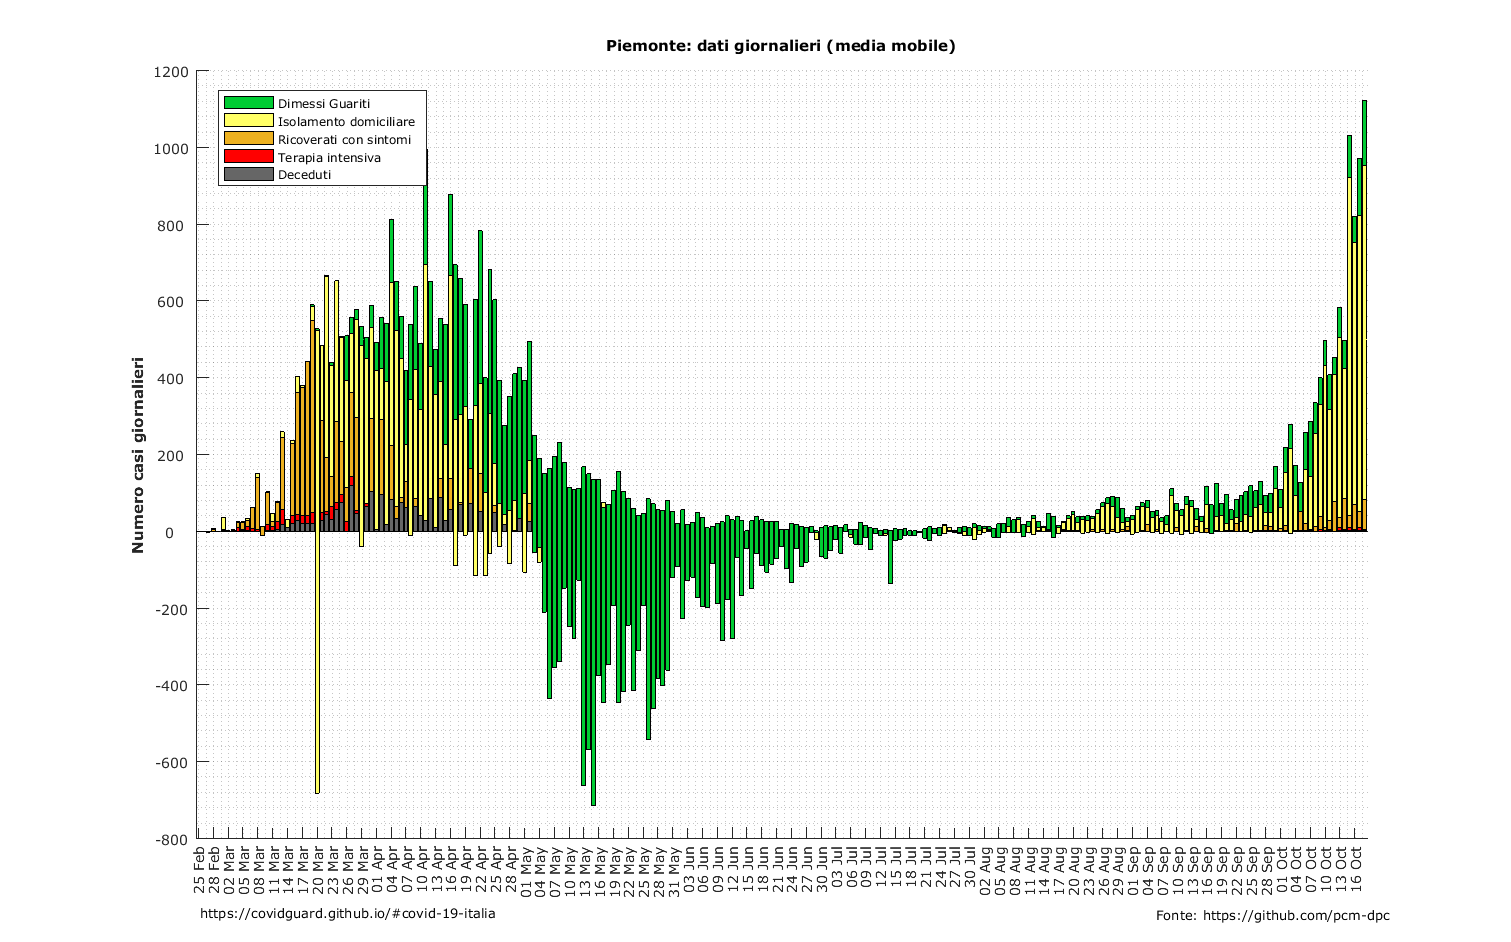 Piemonte: dati giornalieri (media mobile)
1200
1000
800
600
400
200
0
-200
-400
-600
-800
Numero casi giornalieri
Dimessi Guariti
Isolamento domiciliare
Ricoverati con sintomi
Terapia intensiva
Deceduti
25 Feb
28 Feb
02 Mar
05 Mar
08 Mar
11 Mar
14 Mar
17 Mar
20 Mar
23 Mar
26 Mar
29 Mar
01 Apr
04 Apr
07 Apr
10 Apr
13 Apr
16 Apr
19 Apr
22 Apr
25 Apr
28 Apr
01 May
04 May
07 May
10 May
13 May
16 May
19 May
22 May
25 May
28 May
31 May
03 Jun
06 Jun
09 Jun
12 Jun
15 Jun
18 Jun
21 Jun
24 Jun
27 Jun
30 Jun
03 Jul
06 Jul
09 Jul
12 Jul
15 Jul
18 Jul
21 Jul
24 Jul
27 Jul
30 Jul
02 Aug
05 Aug
08 Aug
11 Aug
14 Aug
17 Aug
20 Aug
23 Aug
26 Aug
29 Aug
01 Sep
04 Sep
07 Sep
10 Sep
13 Sep
16 Sep
19 Sep
22 Sep
25 Sep
28 Sep
01 Oct
04 Oct
07 Oct
10 Oct
13 Oct
16 Oct
https://covidguard.github.io/#covid-19-italia
Fonte: https://github.com/pcm-dpc